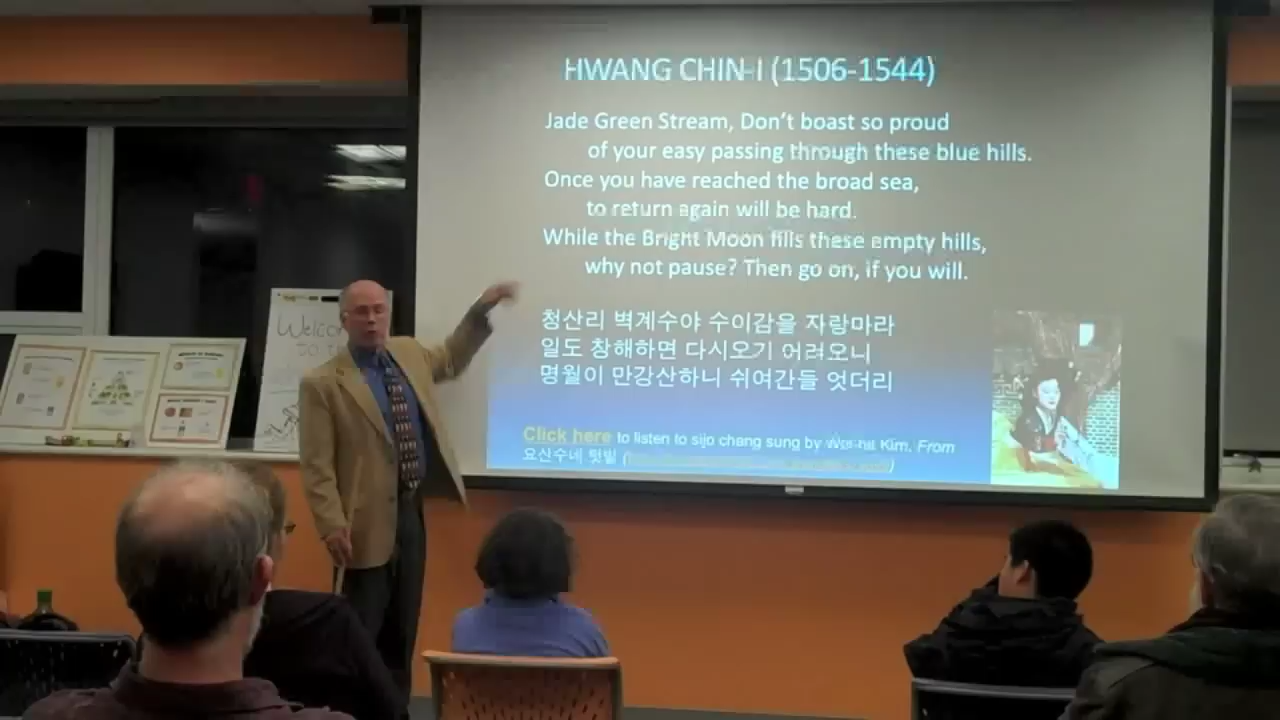 HWANG CHIN-I (1506-1544)
Jade Green Stream, Don't boast so proud
of your easy passing through these blue hills.
Once you have reached the broad sea,
to return again will be hard.
While the Bright Moon fills these empty hills,
why not pause? Then go on, if you will.
청산리 벽계수야 수이감을 자랑마라
일도 창해하면 다시오기 어려오니
명월이 만강산하니 쉬여간들 엇더리
Click here to listen to sijo chang sung by Kim. From
요산수네
Welcom
to th